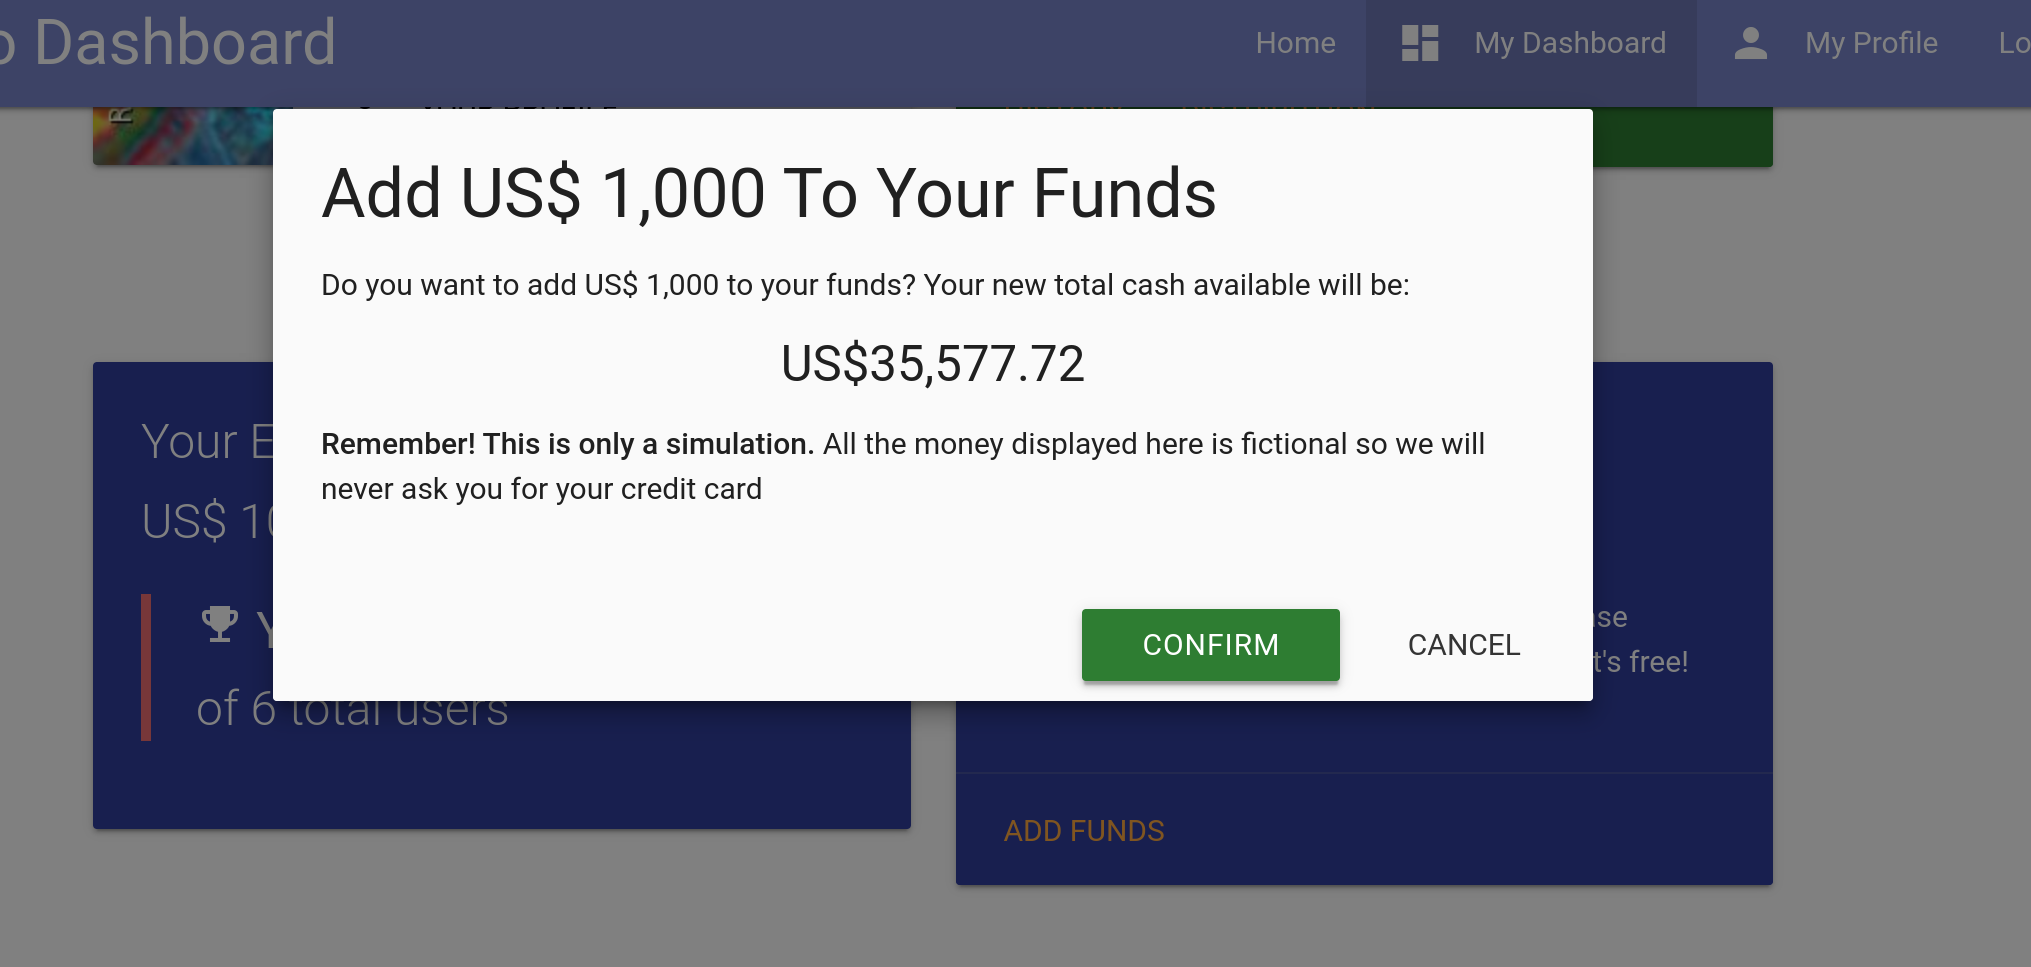 Dashboard
Home
My Dashboard
My Profile
Add US$ 1,000 To Your Funds
Do you want to add US$ 1,000 to your funds? Your new total cash available will be:
US$35,577.72
Remember! This is only a simulation. All the money displayed here is fictional so we will
never ask you for your credit card
CONFIRM
CANCEL
Your
US$
of 6 total users
free!
ADD FUNDS